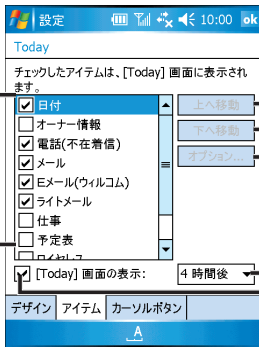 設定 10:00 ok
Today
チェックしたアイテムは、[Today] 画面に表示され
ます。
日付
オーナー情報
電話(不在着信)
メール
Eメール(ウィルコム)
ライトメール
仕事
予定表
ワイヤレス
上へ移動
下へ移動
オプション...
[Today] 画面の表示: 4 時間後
デザイン アイテム カーソルボタン
A